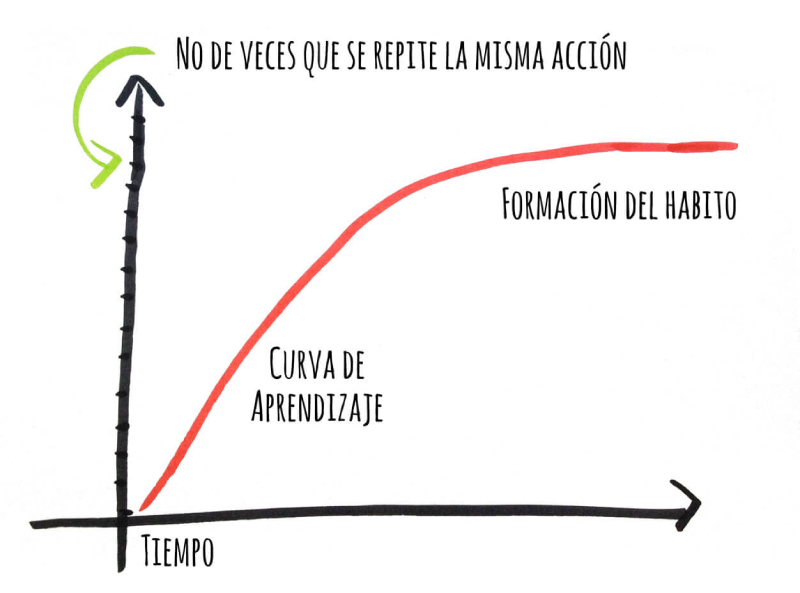 No de veces que se repite la misma acción
Formación del habito
Curva de
Aprendizaje
Tiempo